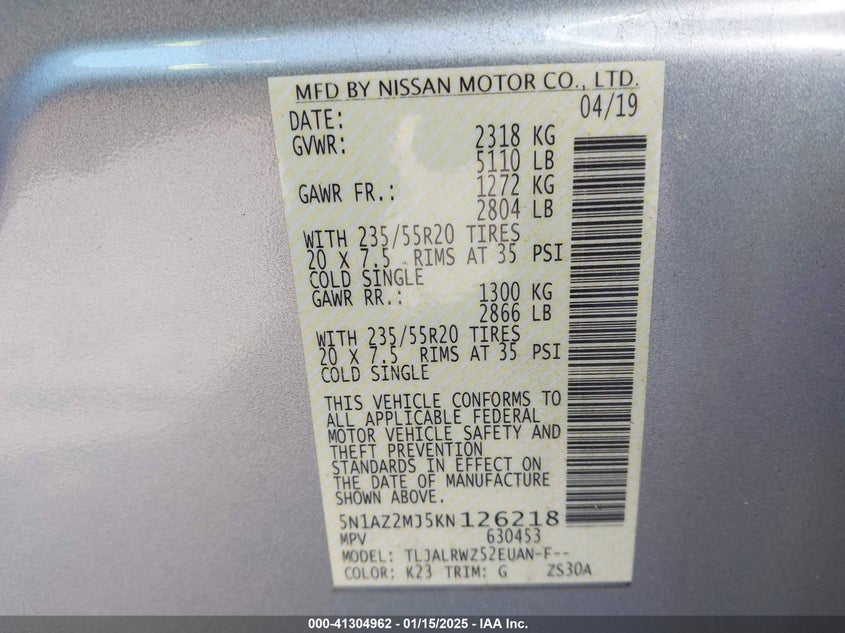 MFD BY NISSAN MOTOR CO., LTD.
DATE: 04/19
GVWR: 2318 KG
5110 LB
GAWR FR.: 1272 KG
2804 LB
WITH 235/55R20 TIRES
20 X 7.5 RIMS AT 35 PSI
COLD SINGLE
GAWR RR.: 1300 KG
2866 LB
WITH 235/55R20 TIRES
20 X 7.5 RIMS AT 35 PSI
COLD SINGLE
THIS VEHICLE CONFORMS TO
ALL APPLICABLE FEDERAL
MOTOR VEHICLE SAFETY AND
THEFT PREVENTION
STANDARDS IN EFFECT ON
THE DATE OF MANUFACTURE
SHOWN ABOVE.
5N1AZ2MJ5KN126218
MPV 630453
MODEL: TLJALRWZ52EUAN-F--
COLOR: K23 TRIM: G ZS30A
000-41304962 - 01/15/2025 - IAA Inc.